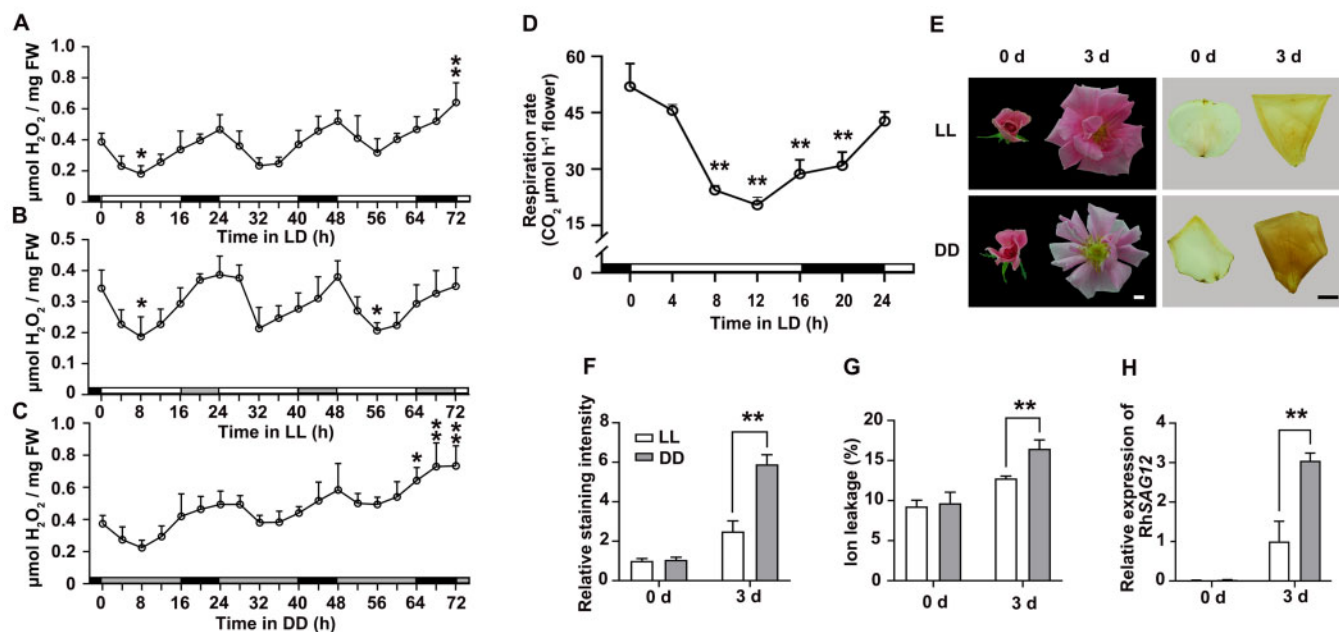 A
μmol H₂O₂ / mg FW
1.0
0.8
0.6
0.4
0.2
0
*
**
0 8 16 24 32 40 48 56 64 72
Time in LD (h)
B
μmol H₂O₂ / mg FW
0.5
0.4
0.3
0.2
0.1
0
*
*
0 8 16 24 32 40 48 56 64 72
Time in LL (h)
C
μmol H₂O₂ / mg FW
1.0
0.8
0.6
0.4
0.2
0
*
**
**
0 8 16 24 32 40 48 56 64 72
Time in DD (h)
D
Respiration rate
(CO₂ μmol h⁻¹ flower)
60
45
30
15
0
**
**
**
**
0 4 8 12 16 20 24
Time in LD (h)
E
0 d 3 d 0 d 3 d
LL
DD
F
Relative staining intensity
8
6
4
2
0
LL
DD
**
0 d 3 d
G
Ion leakage (%)
20
15
10
5
0
**
0 d 3 d
H
Relative expression of
RhSAG12
4
3
2
1
0
**
0 d 3 d